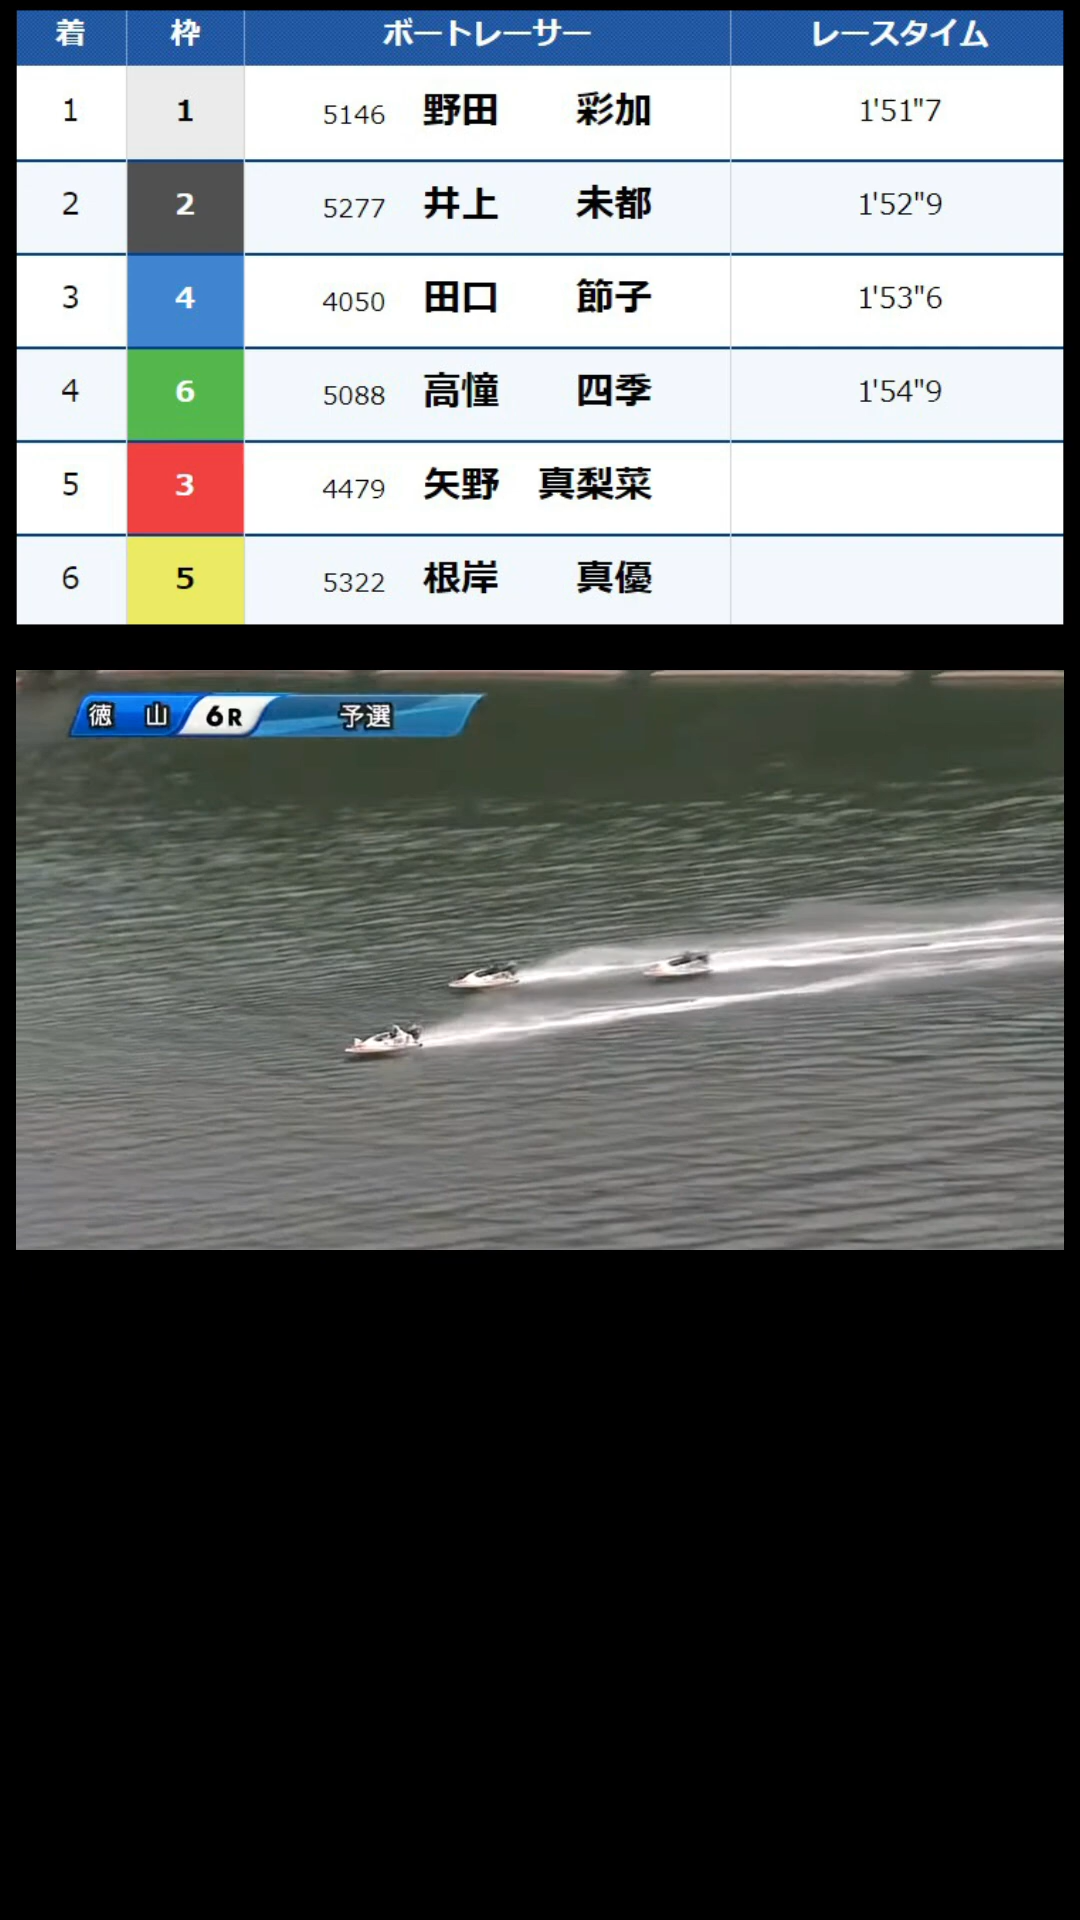 着 枠 ボートレーサー レースタイム
1 1 5146 野田 彩加 1'51"7
2 2 5277 井上 未都 1'52"9
3 4 4050 田口 節子 1'53"6
4 6 5088 高憧 四季 1'54"9
5 3 4479 矢野 真梨菜
6 5 5322 根岸 真優
徳 山 6R 予選